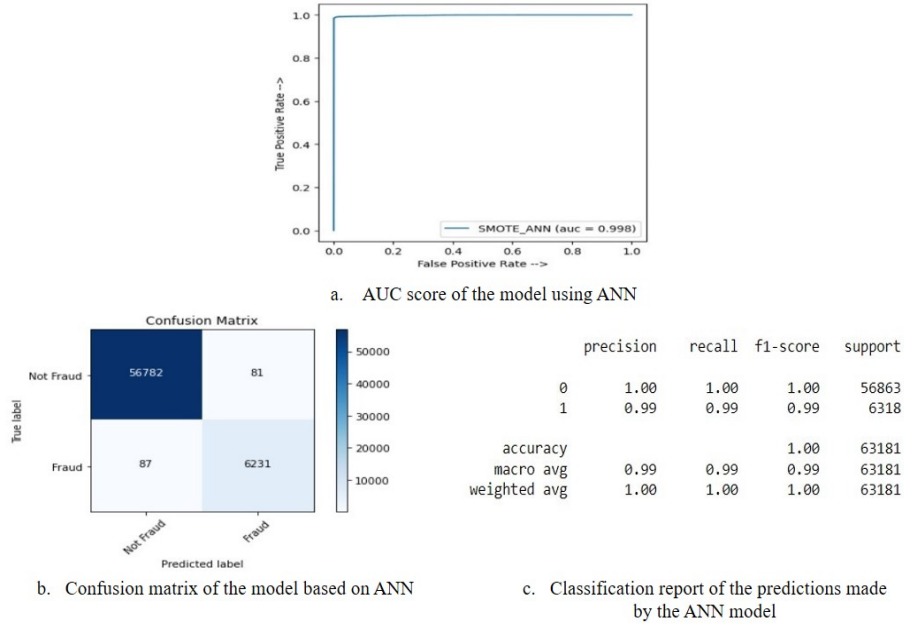 1.0
0.8
0.6
0.4
0.2
0.0
True Positive Rate -->
SMOTE_ANN (auc = 0.998)
0.0 0.2 0.4 0.6 0.8 1.0
False Positive Rate -->
a. AUC score of the model using ANN
Confusion Matrix
True label
Not Fraud 56782 81
Fraud 87 6231
Not Fraud Fraud
Predicted label
50000
40000
30000
20000
10000
b. Confusion matrix of the model based on ANN
precision recall f1-score support
0 1.00 1.00 1.00 56863
1 0.99 0.99 0.99 6318
accuracy 1.00 63181
macro avg 0.99 0.99 0.99 63181
weighted avg 1.00 1.00 1.00 63181
c. Classification report of the predictions made
by the ANN model